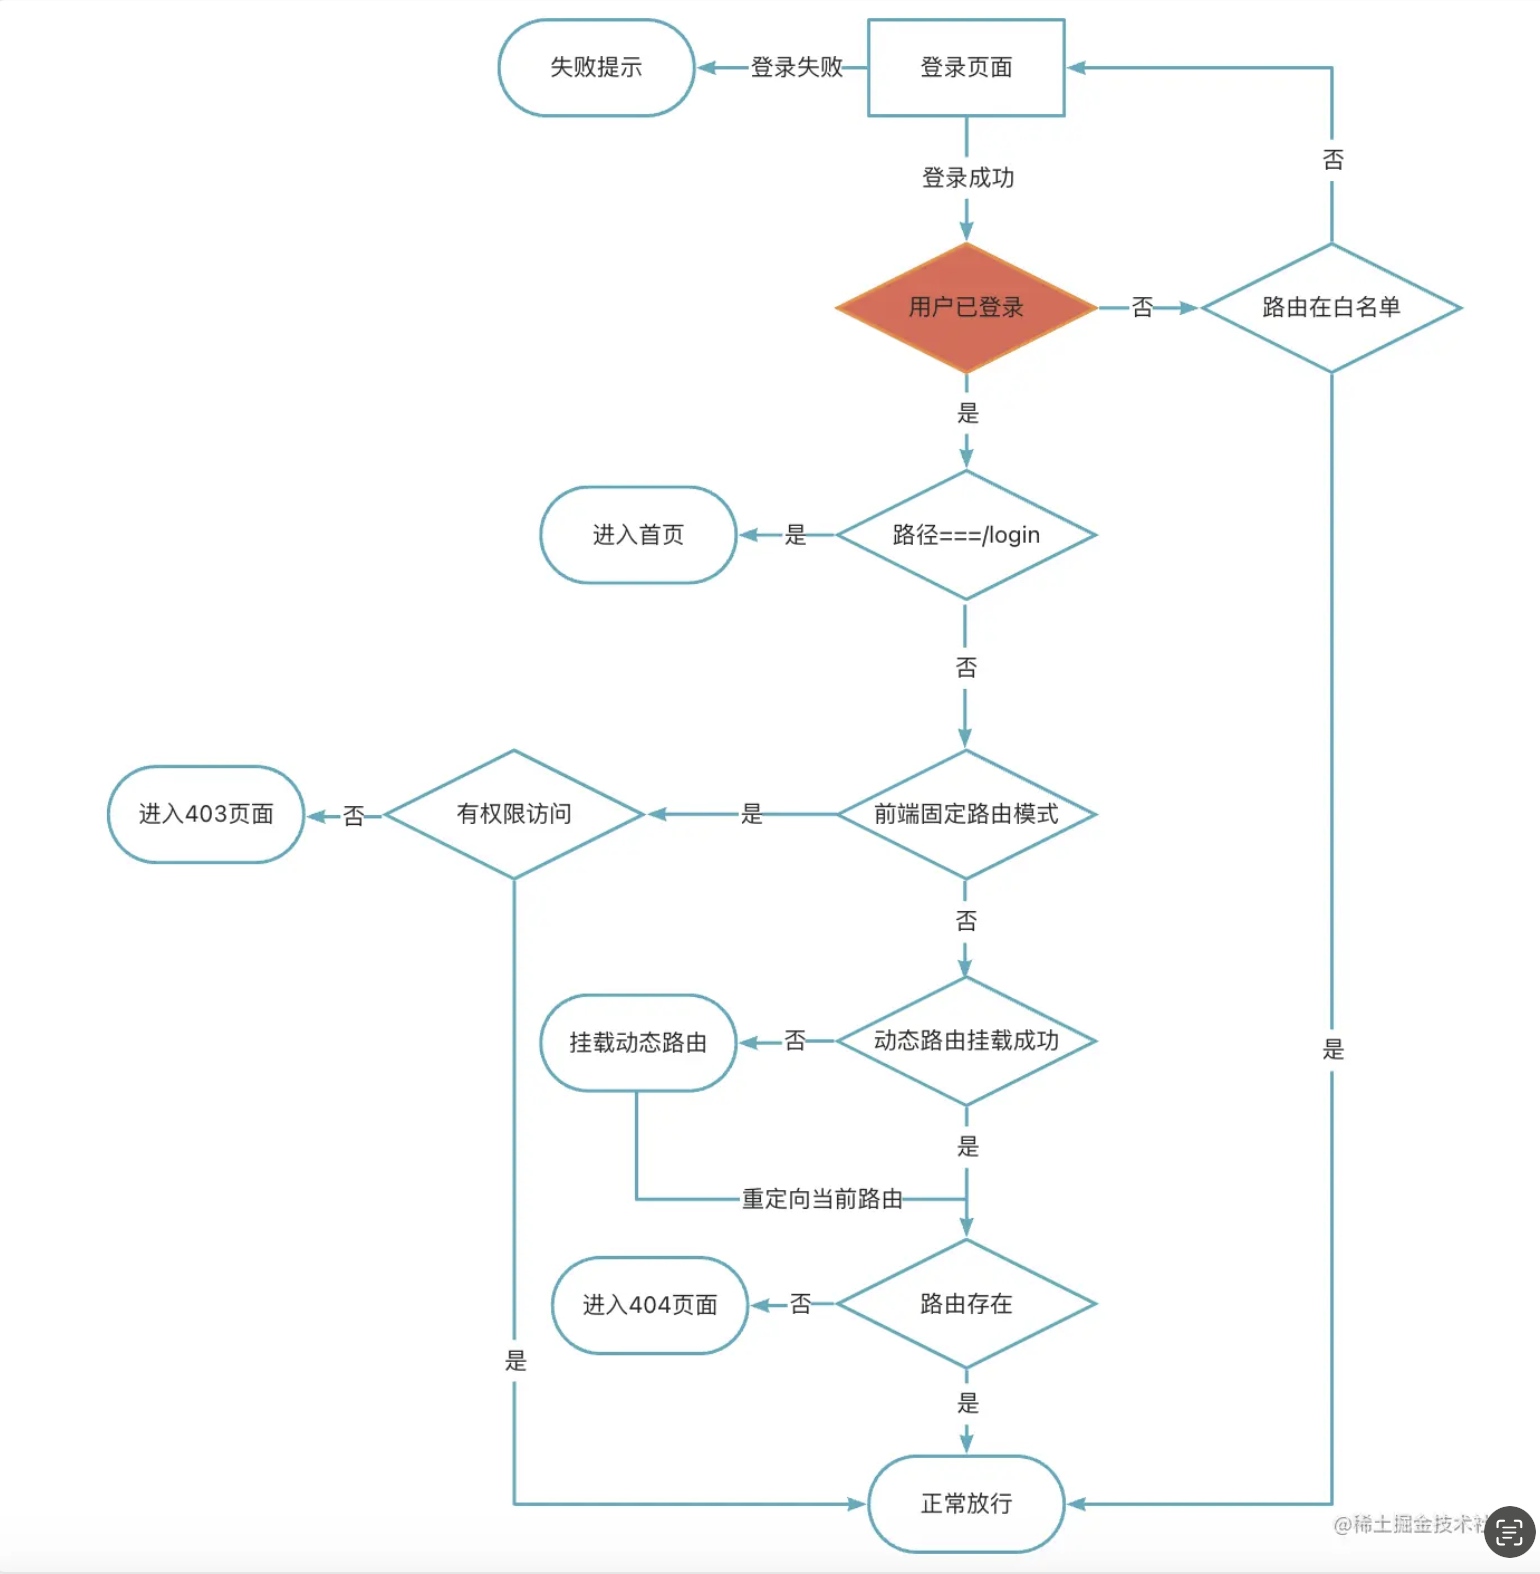 失败提示
登录失败
登录页面
否
登录成功
用户已登录
否
路由在白名单
是
进入首页
是
路径===/login
否
进入403页面
否
有权限访问
是
前端固定路由模式
否
挂载动态路由
否
动态路由挂载成功
是
是
重定向当前路由
进入404页面
否
路由存在
是
是
正常放行
@稀土掘金技术社